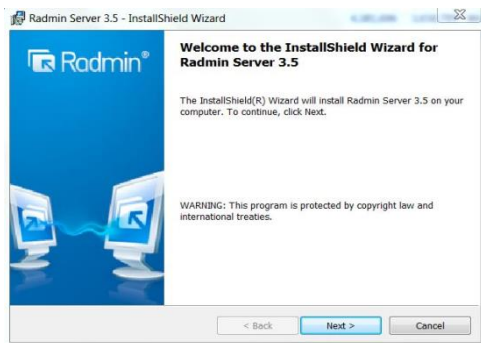 Radmin Server 3.5 - InstallShield Wizard
Radmin®
Welcome to the InstallShield Wizard for
Radmin Server 3.5
The InstallShield(R) Wizard will install Radmin Server 3.5 on your
computer. To continue, click Next.
WARNING: This program is protected by copyright law and
international treaties.
< Back
Next >
Cancel